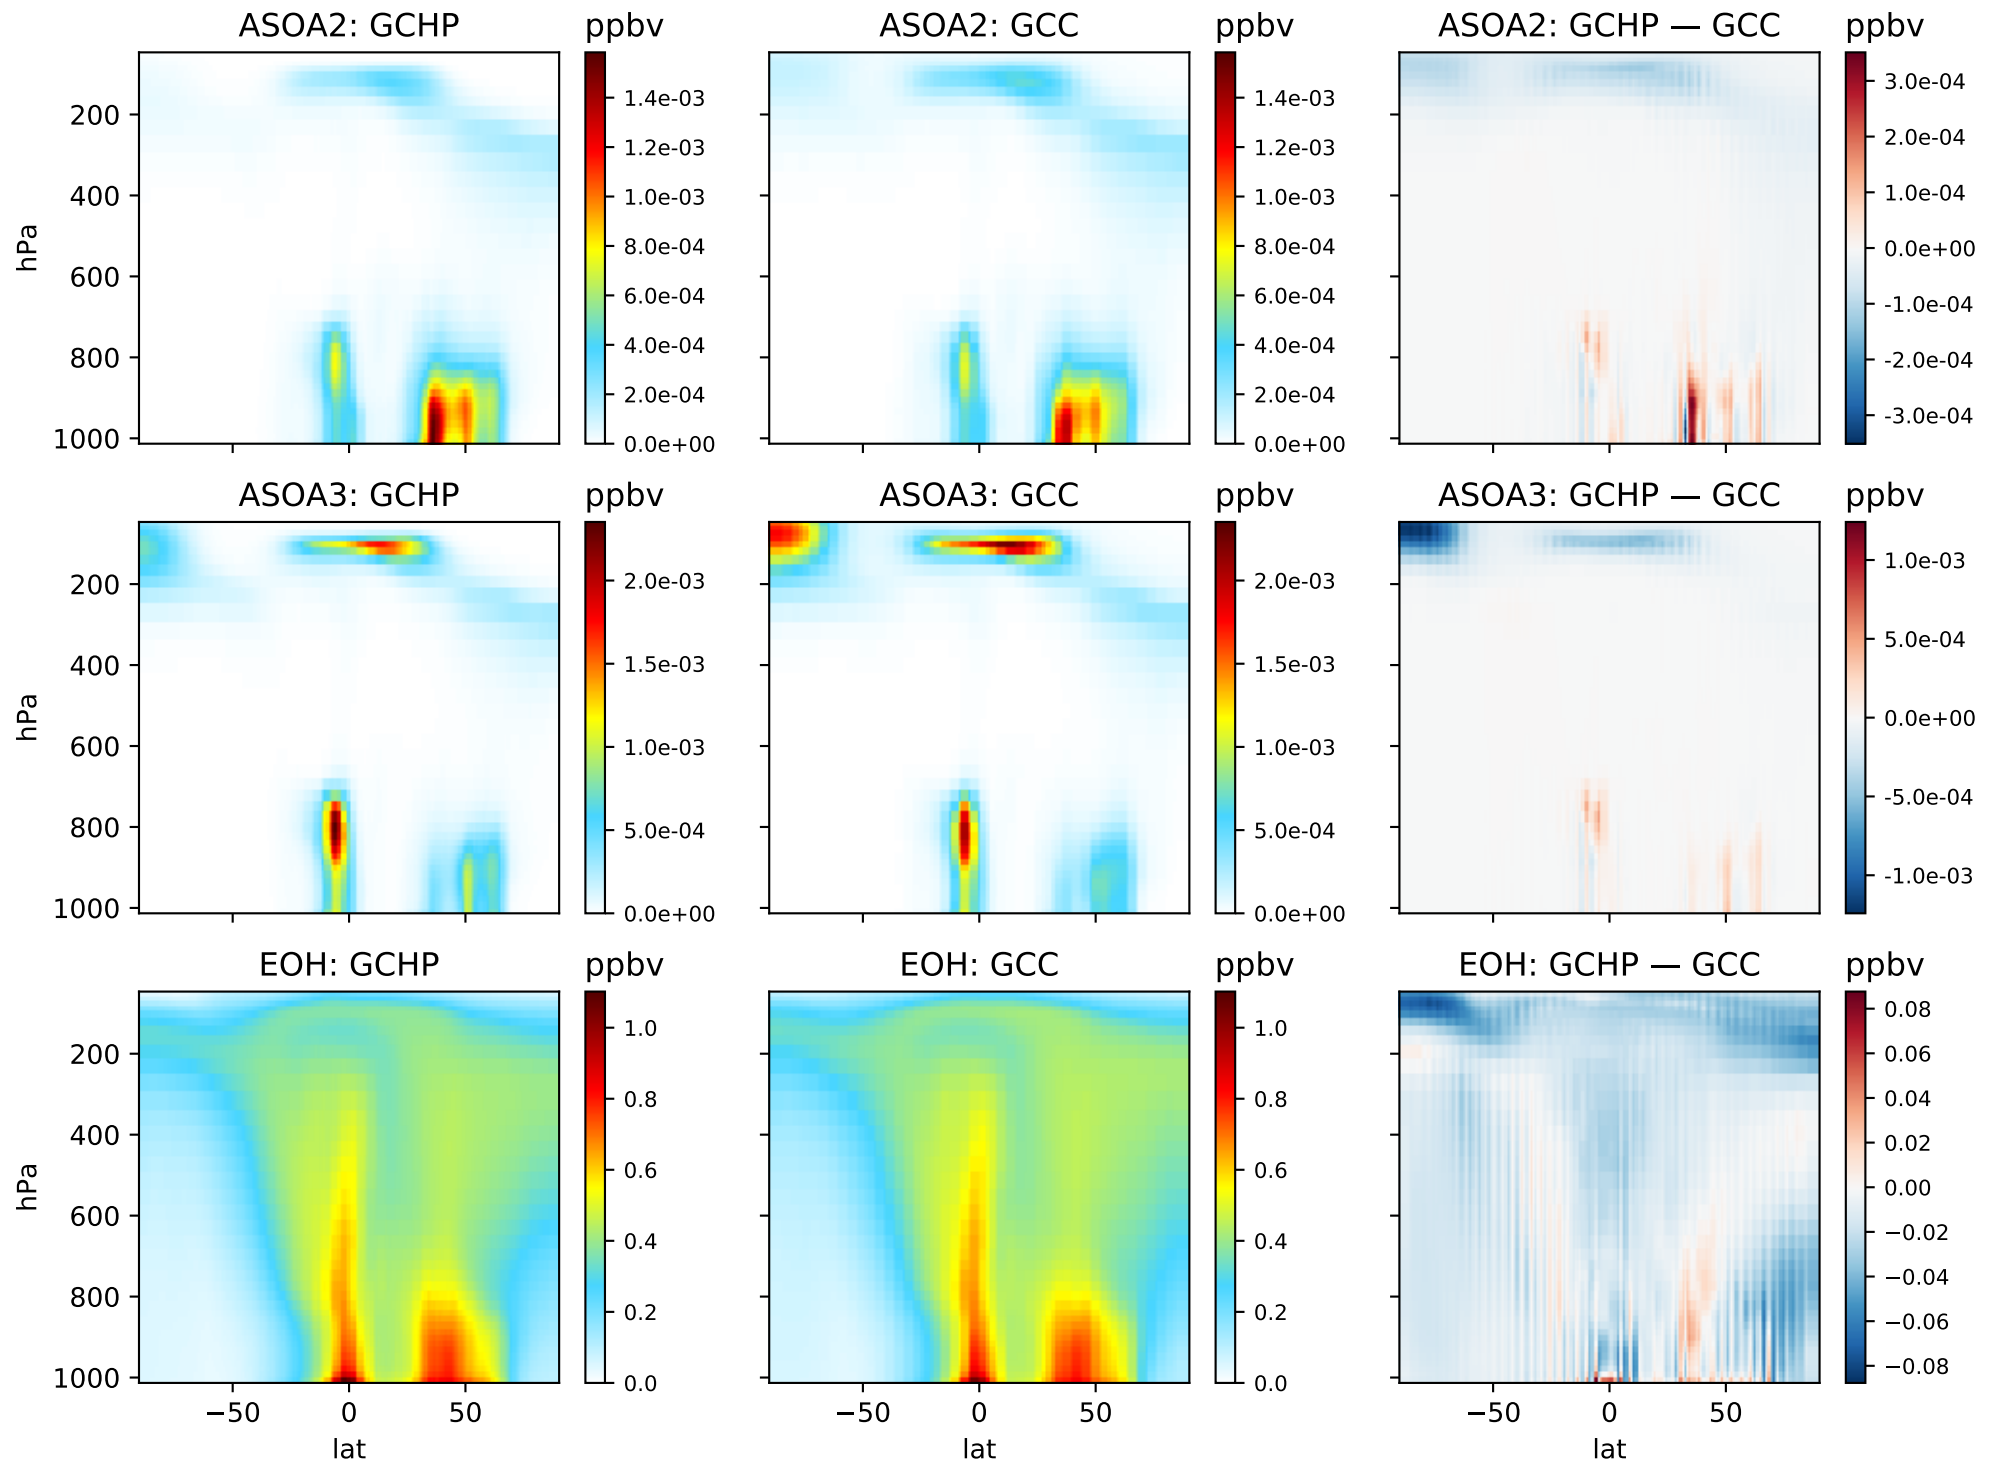 ASOA2: GCHP ppbv ASOA2: GCC ppbv ASOA2: GCHP — GCC ppbv
hPa
200
400
600
800
1000
1.4e-03
1.2e-03
1.0e-03
8.0e-04
6.0e-04
4.0e-04
2.0e-04
0.0e+00
1.4e-03
1.2e-03
1.0e-03
8.0e-04
6.0e-04
4.0e-04
2.0e-04
0.0e+00
3.0e-04
2.0e-04
1.0e-04
0.0e+00
-1.0e-04
-2.0e-04
-3.0e-04
ASOA3: GCHP ppbv ASOA3: GCC ppbv ASOA3: GCHP — GCC ppbv
hPa
200
400
600
800
1000
2.0e-03
1.5e-03
1.0e-03
5.0e-04
0.0e+00
2.0e-03
1.5e-03
1.0e-03
5.0e-04
0.0e+00
1.0e-03
5.0e-04
0.0e+00
-5.0e-04
-1.0e-03
EOH: GCHP ppbv EOH: GCC ppbv EOH: GCHP — GCC ppbv
hPa
200
400
600
800
1000
1.0
0.8
0.6
0.4
0.2
0.0
1.0
0.8
0.6
0.4
0.2
0.0
0.08
0.06
0.04
0.02
0.00
−0.02
−0.04
−0.06
−0.08
−50 0 50 −50 0 50 −50 0 50
lat lat lat